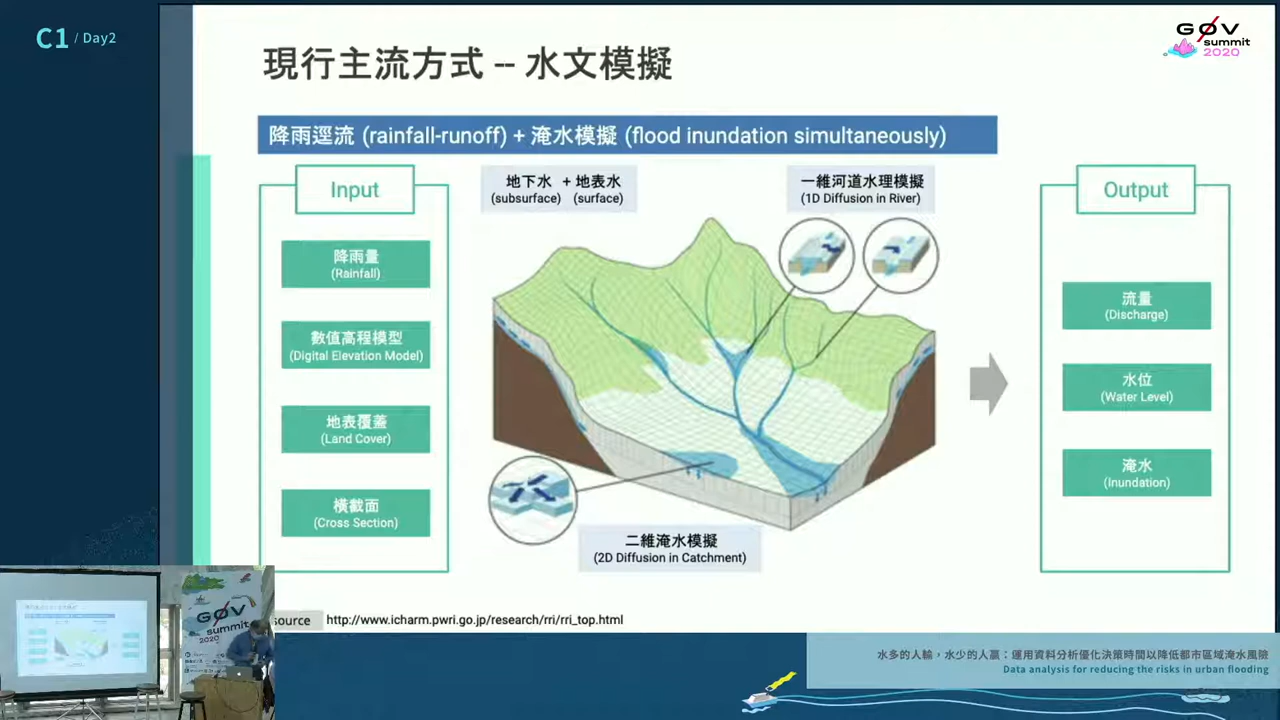 C1 / Day2
GØV
summit
2020
現行主流方式 -- 水文模擬
降雨逕流 (rainfall-runoff) + 淹水模擬 (flood inundation simultaneously)
Input
降雨量
(Rainfall)
數值高程模型
(Digital Elevation Model)
地表覆蓋
(Land Cover)
橫截面
(Cross Section)
地下水 + 地表水
(subsurface) (surface)
一維河道水理模擬
(1D Diffusion in River)
二維淹水模擬
(2D Diffusion in Catchment)
Output
流量
(Discharge)
水位
(Water Level)
淹水
(Inundation)
source http://www.icharm.pwri.go.jp/research/rri/rri_top.html
GØV
summit
2020
水多的人輸，水少的人贏：運用資料分析優化決策時間以降低都市區域淹水風險
Data analysis for reducing the risks in urban flooding